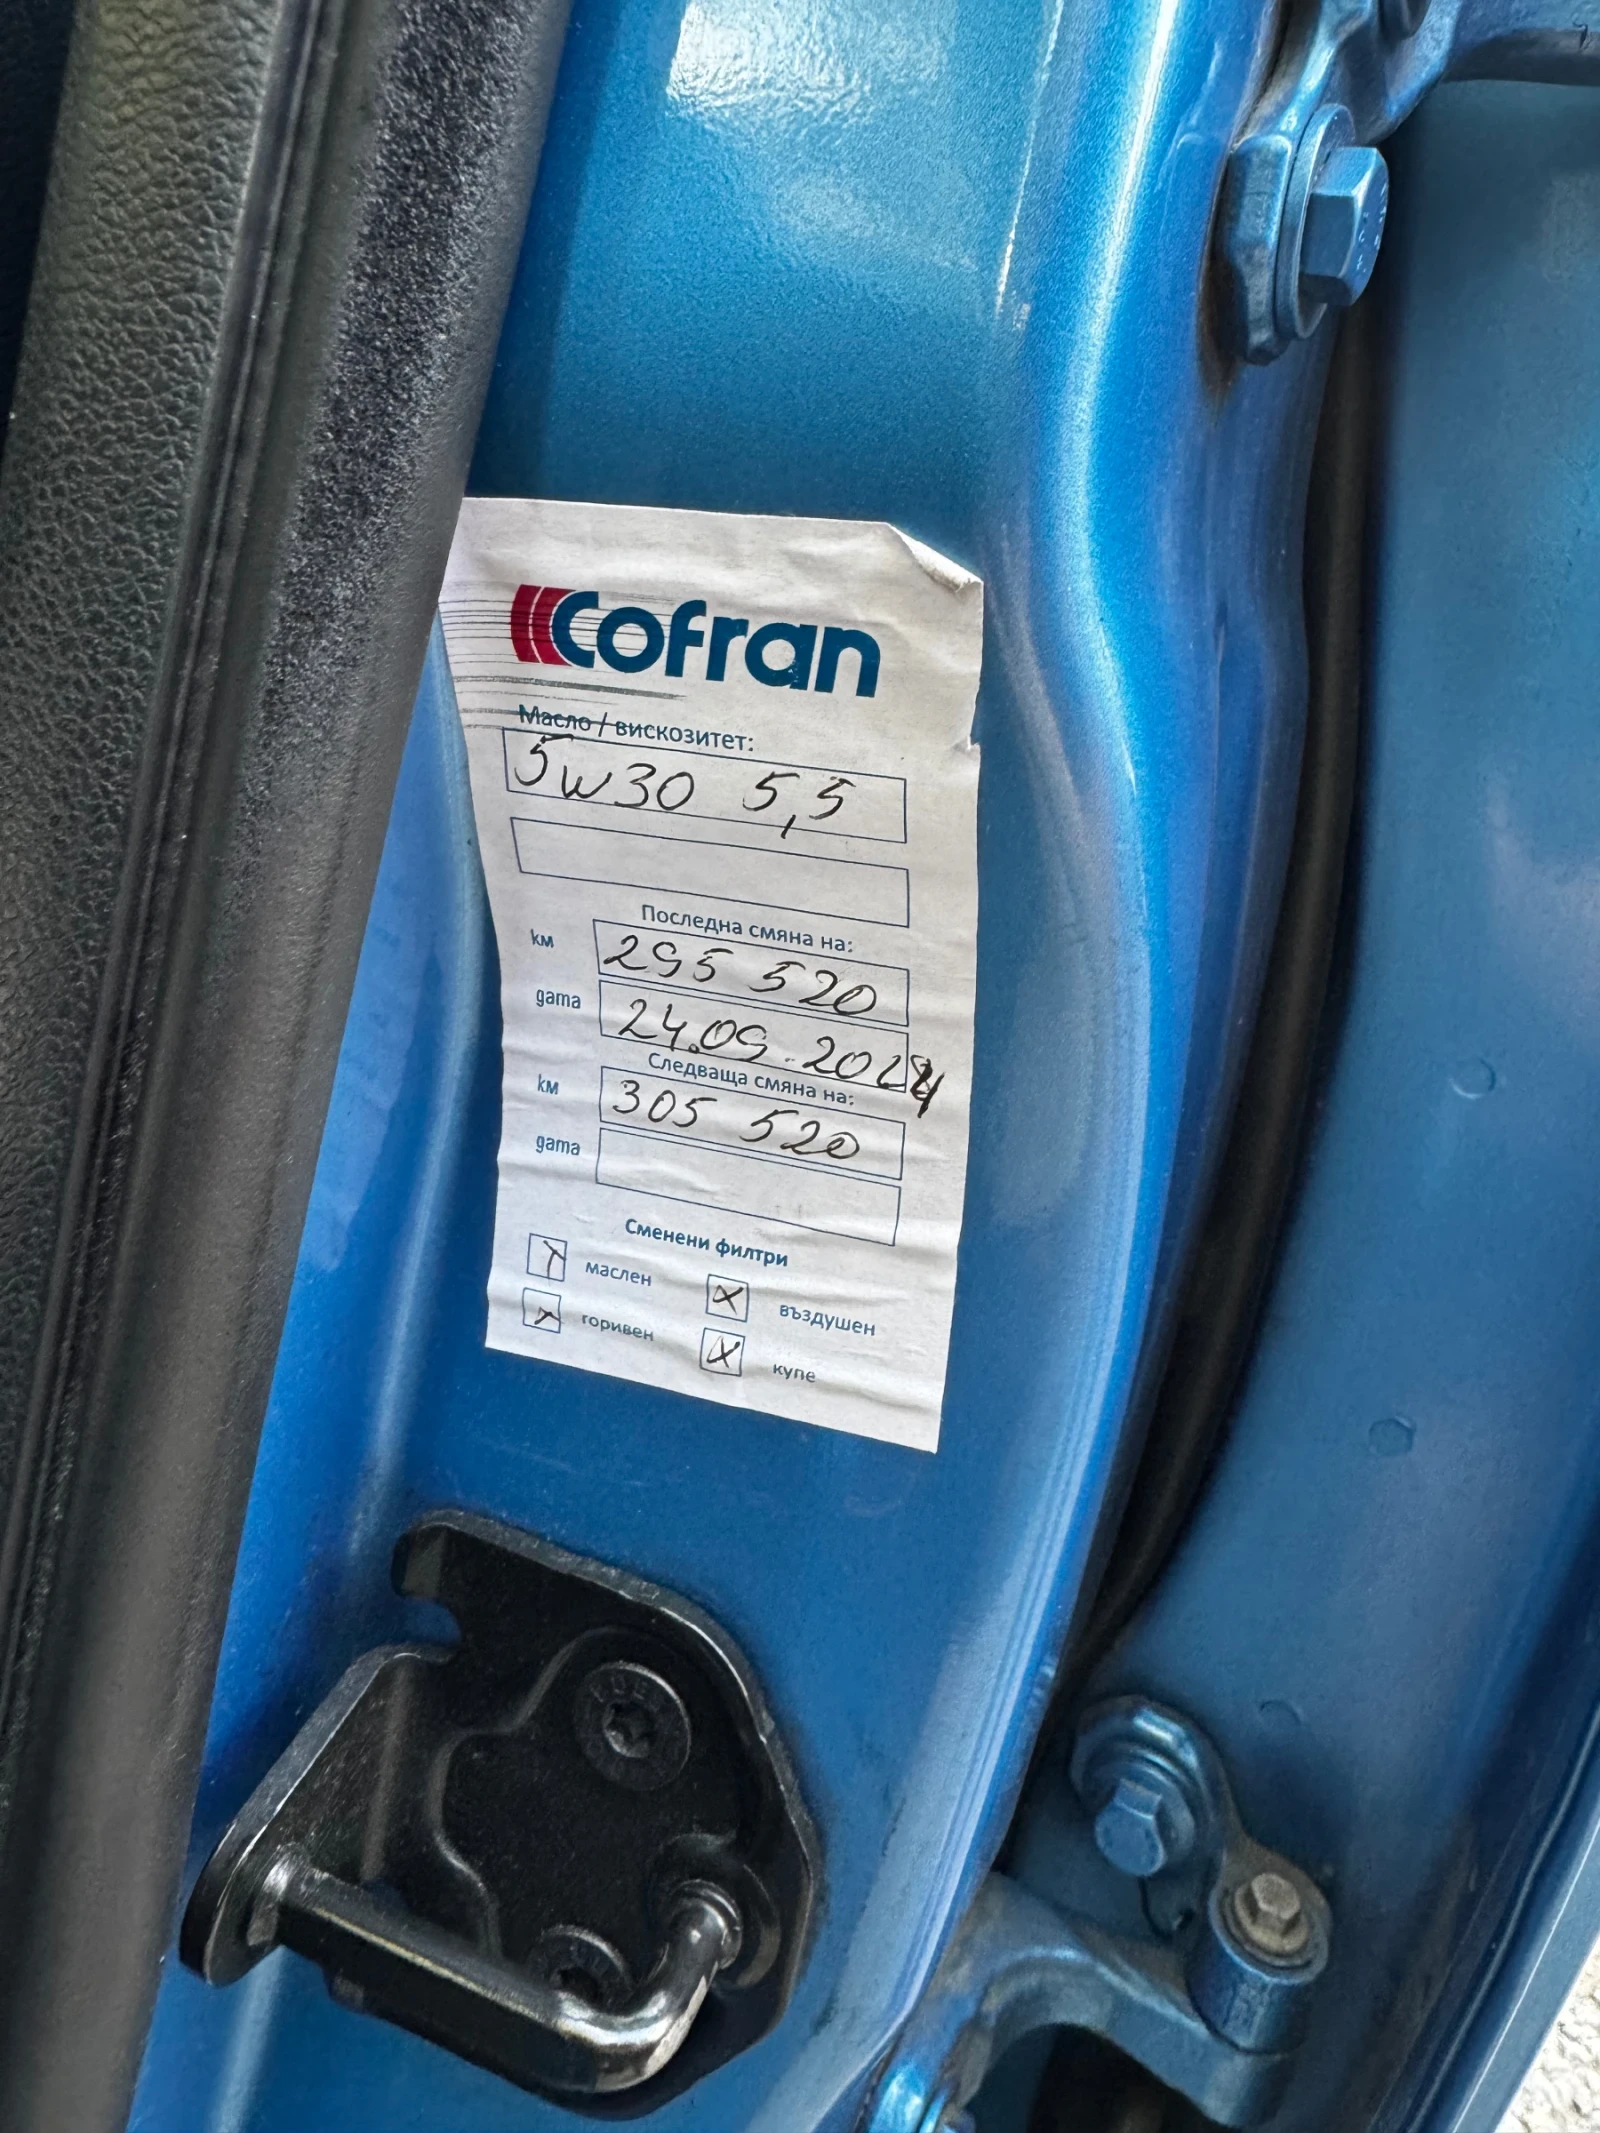 Cofran
Масло / вискозитет:
5w30 5,5
Последна смяна на:
км 295 520
дата 24.09.2024
Следваща смяна на:
км 305 520
дата
Сменени филтри
маслен
въздушен
горивен
купе